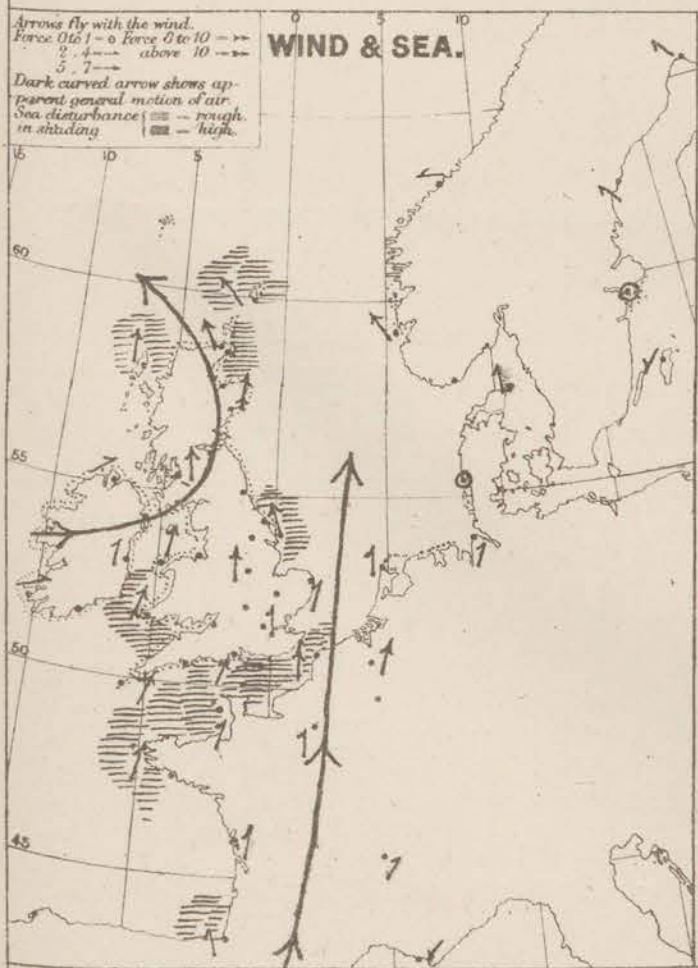 0 5 10
Arrows fly with the wind.
Force 0 to 1 — o Force 8 to 10 —
2 „ 4 — above 10 —
5 „ 7 —
WIND & SEA.
Dark curved arrow shows ap-
parent general motion of air.
Sea disturbance { — rough.
in shading { — high.
15 10 5
60
55
50
45